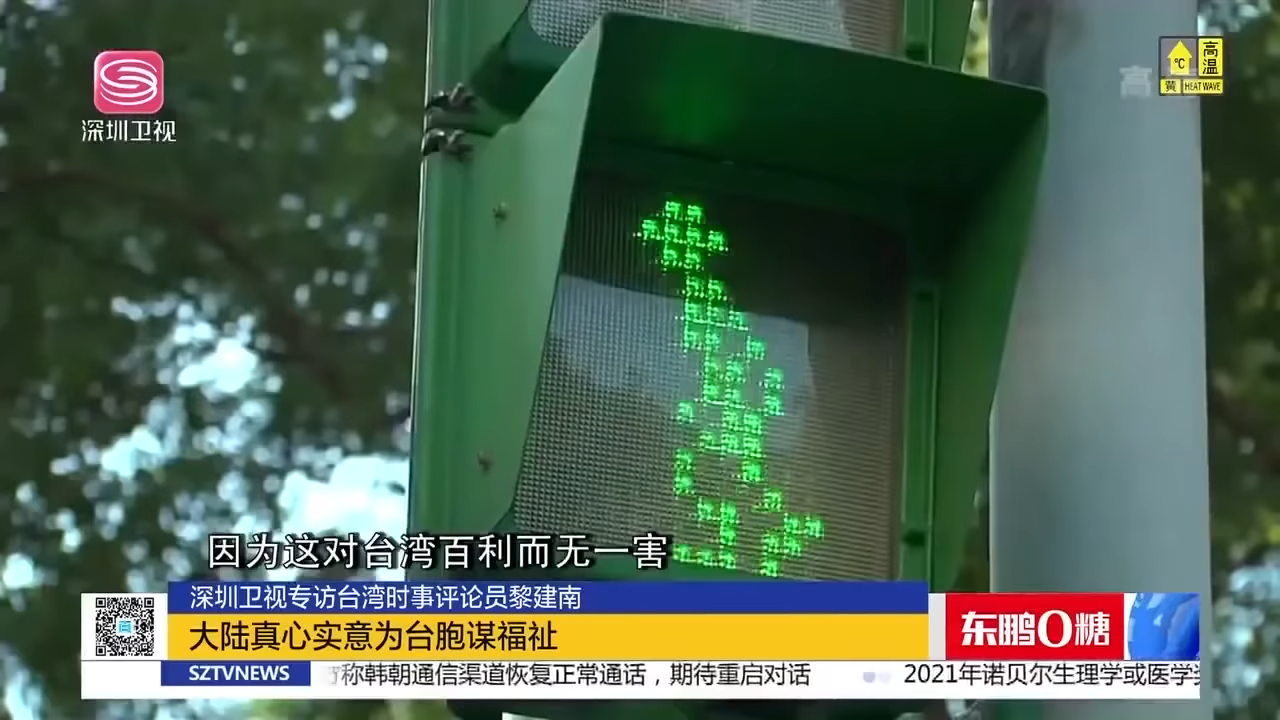 深圳卫视
高温
℃
黄
HEAT WAVE
因为这对台湾百利而无一害
深圳卫视专访台湾时事评论员黎建南
大陆真心实意为台胞谋福祉
东鹏0糖
SZTVNEWS
称韩朝通信渠道恢复正常通话，期待重启对话
2021年诺贝尔生理学或医学